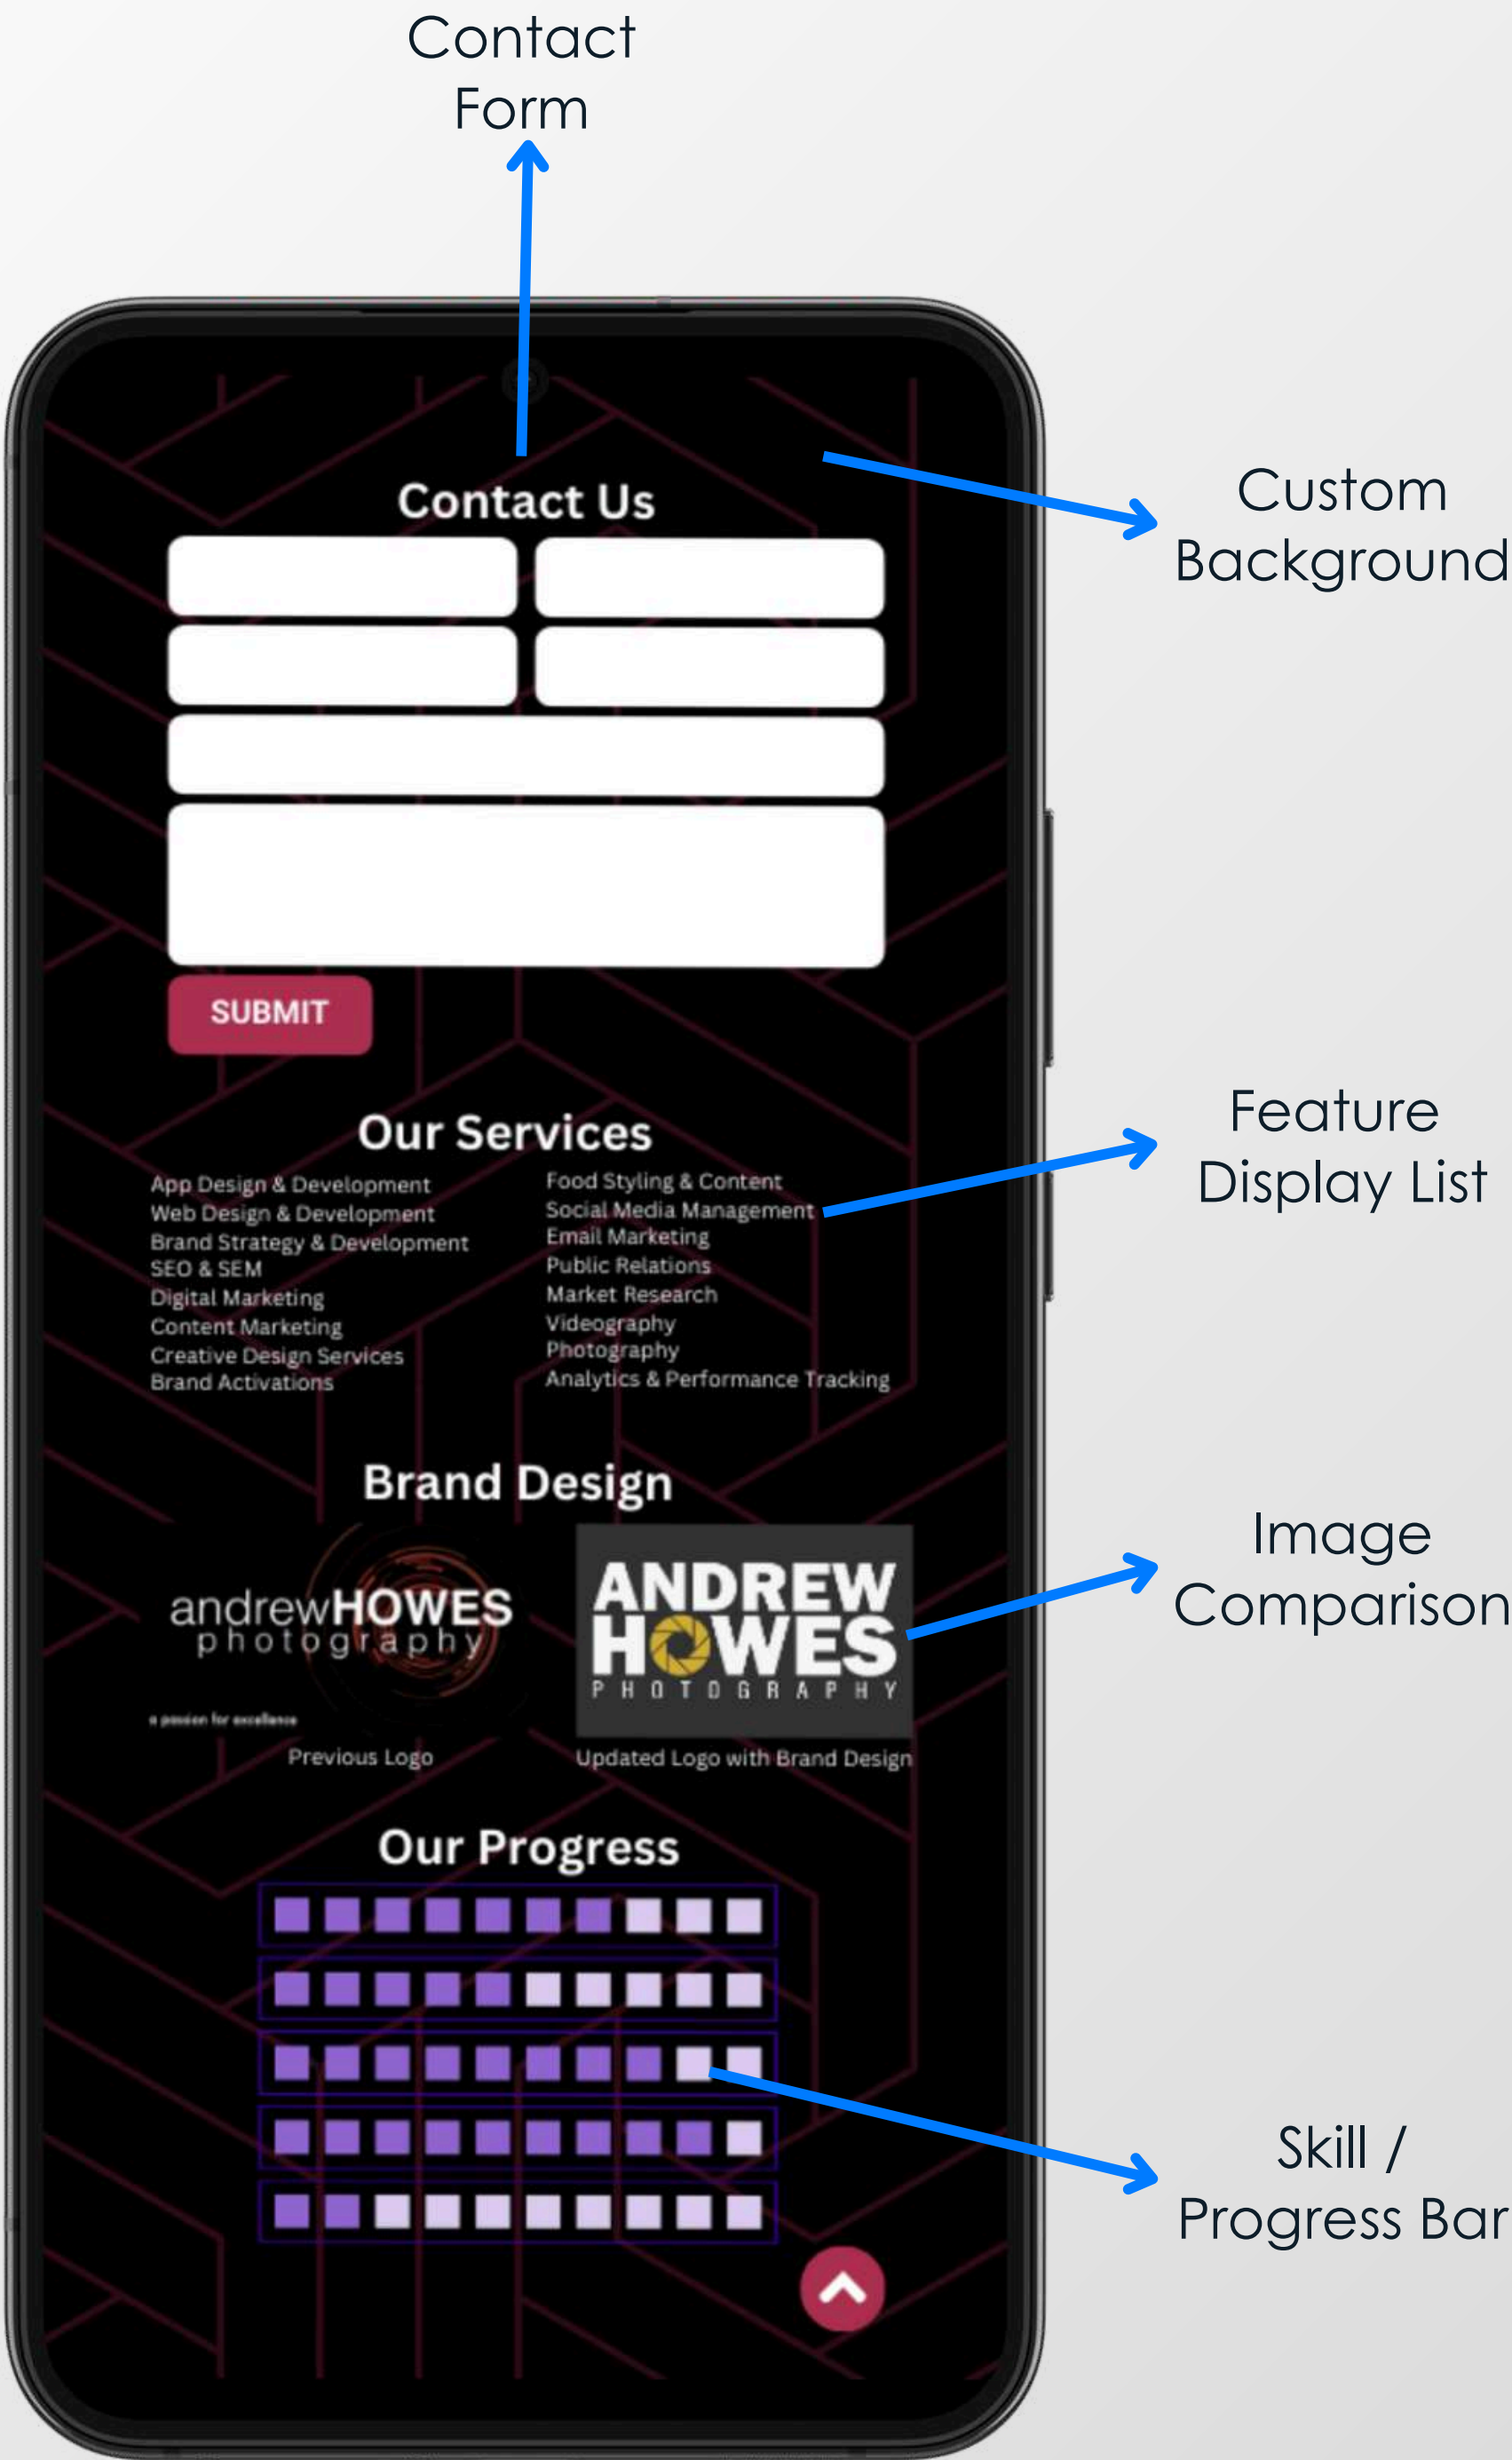 Contact
Form
Contact Us
Custom
Background
SUBMIT
Our Services
App Design & Development
Web Design & Development
Brand Strategy & Development
SEO & SEM
Digital Marketing
Content Marketing
Creative Design Services
Brand Activations
Food Styling & Content
Social Media Management
Email Marketing
Public Relations
Market Research
Videography
Photography
Analytics & Performance Tracking
Feature
Display List
Brand Design
andrewHOWES
photography
a passion for excellence
Previous Logo
ANDREW
HOWES
PHOTOGRAPHY
Updated Logo with Brand Design
Image
Comparison
Our Progress
Skill /
Progress Bar